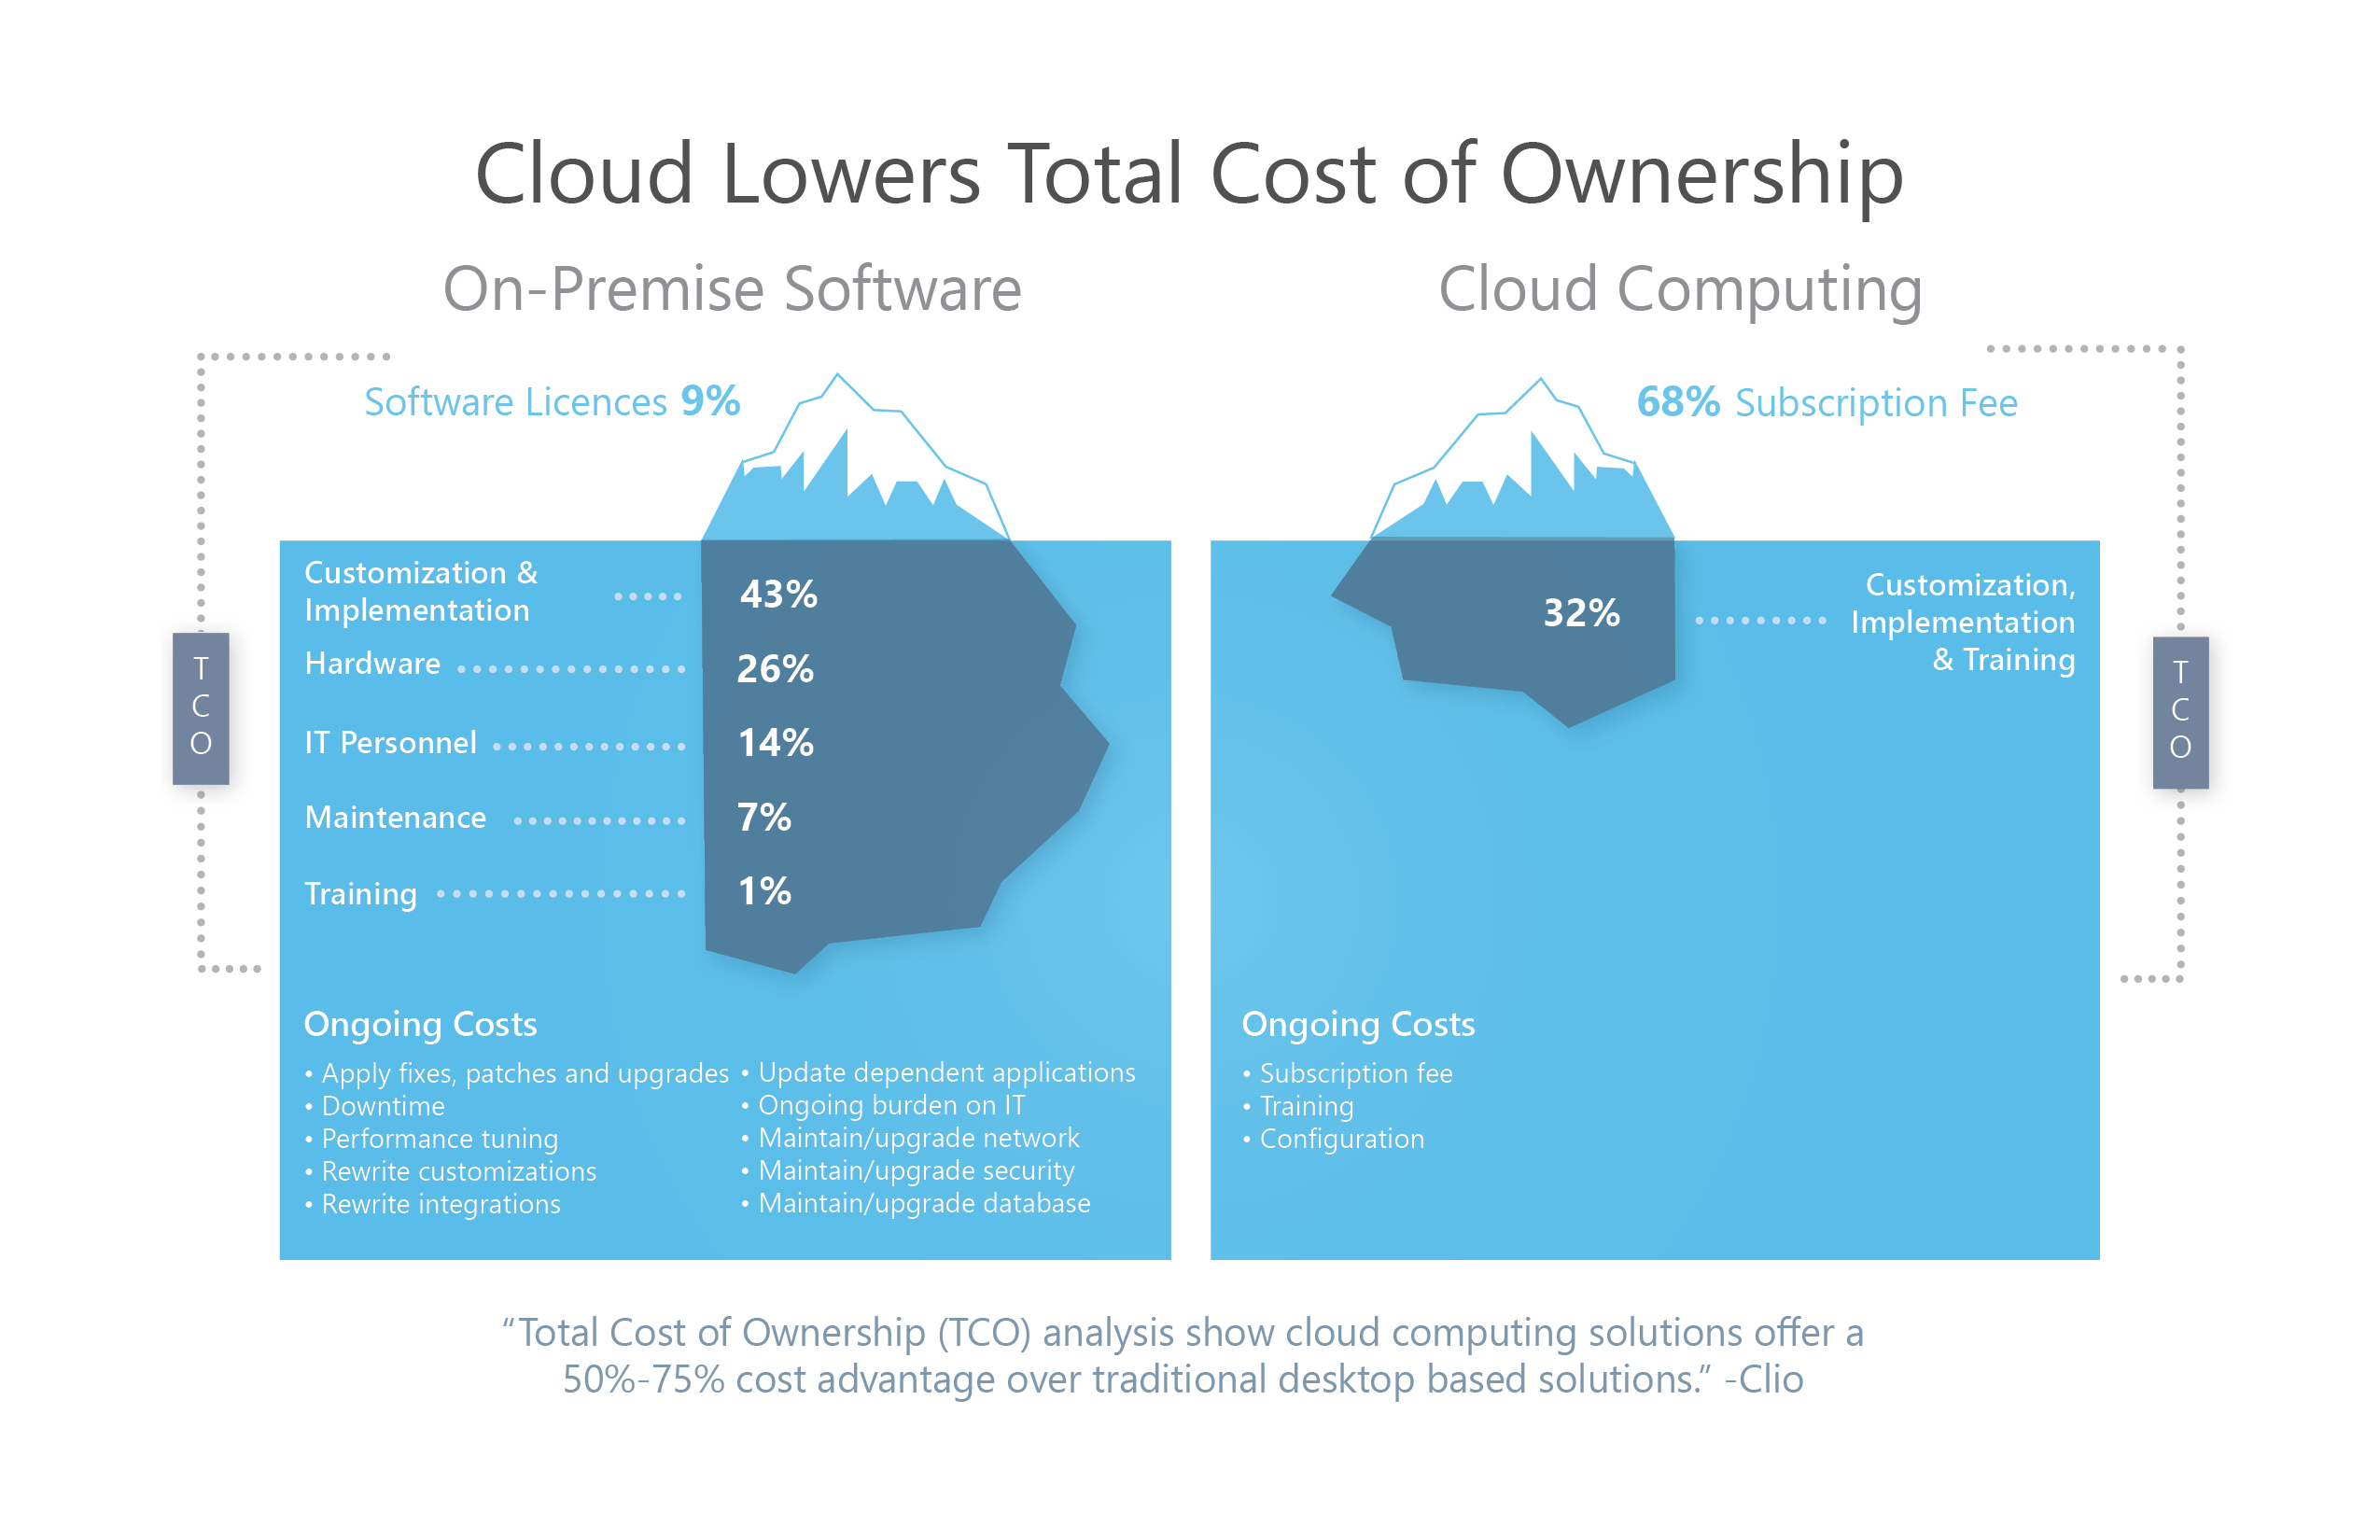 Cloud Lowers Total Cost of Ownership
On-Premise Software
Software Licences 9%
TCO
Customization &
Implementation
43%
Hardware
26%
IT Personnel
14%
Maintenance
7%
Training
1%
Ongoing Costs
• Apply fixes, patches and upgrades
• Downtime
• Performance tuning
• Rewrite customizations
• Rewrite integrations
• Update dependent applications
• Ongoing burden on IT
• Maintain/upgrade network
• Maintain/upgrade security
• Maintain/upgrade database
Cloud Computing
68% Subscription Fee
32%
Customization,
Implementation
& Training
TCO
Ongoing Costs
• Subscription fee
• Training
• Configuration
“Total Cost of Ownership (TCO) analysis show cloud computing solutions offer a
50%-75% cost advantage over traditional desktop based solutions.” -Clio